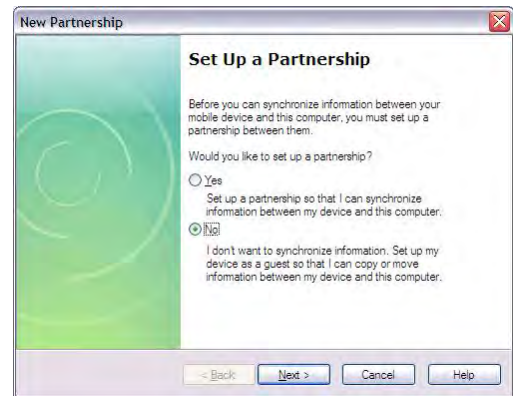 New Partnership
Set Up a Partnership
Before you can synchronize information between your
mobile device and this computer, you must set up a
partnership between them.
Would you like to set up a partnership?
Yes
Set up a partnership so that I can synchronize
information between my device and this computer.
No
I don't want to synchronize information. Set up my
device as a guest so that I can copy or move
information between my device and this computer.
< Back
Next >
Cancel
Help